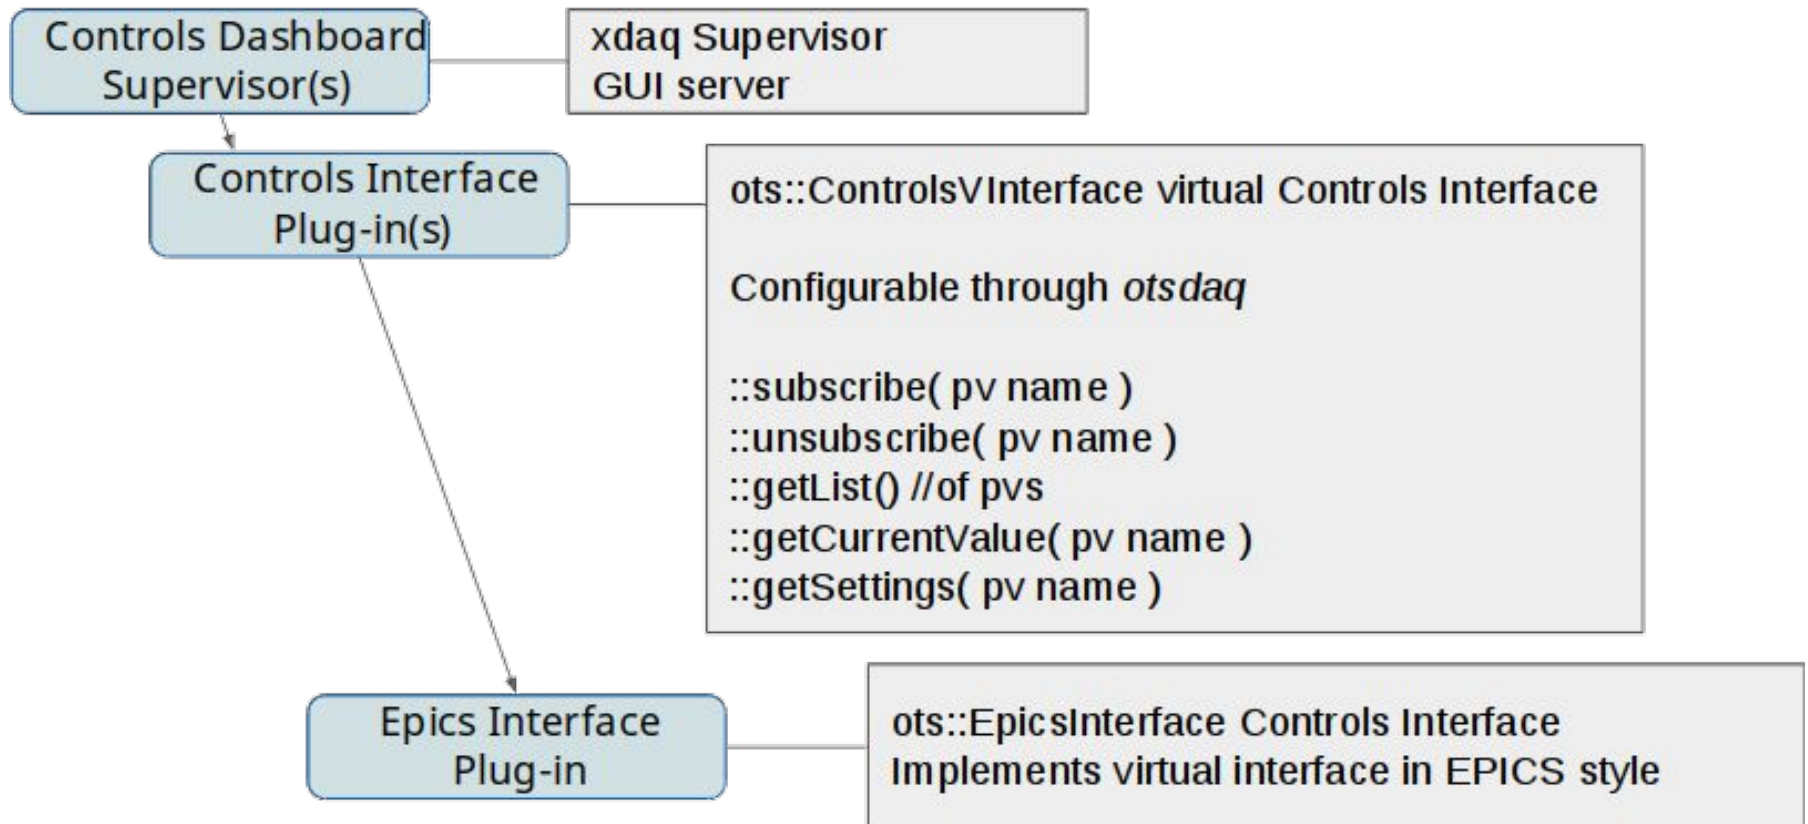 Controls Dashboard
Supervisor(s)
xdaq Supervisor
GUI server
Controls Interface
Plug-in(s)
ots::ControlsVInterface virtual Controls Interface
Configurable through otsdaq
::subscribe( pv name )
::unsubscribe( pv name )
::getList() //of pvs
::getCurrentValue( pv name )
::getSettings( pv name )
Epics Interface
Plug-in
ots::EpicsInterface Controls Interface
Implements virtual interface in EPICS style